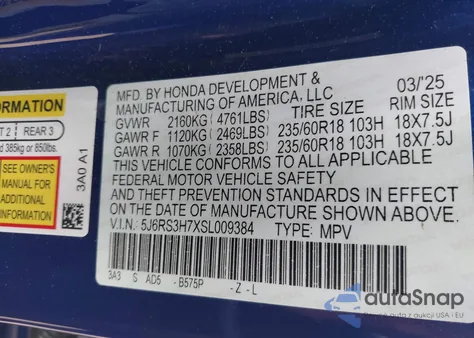 ORMATION
T 2 REAR 3
d 385kg or 850lbs.
SEE OWNER'S
MANUAL FOR
ADDITIONAL
INFORMATION
3A0 A1
MFD. BY HONDA DEVELOPMENT & 03/'25
MANUFACTURING OF AMERICA, LLC
TIRE SIZE RIM SIZE
GVWR 2160KG (4761LBS)
GAWR F 1120KG (2469LBS) 235/60R18 103H 18X7.5J
GAWR R 1070KG (2358LBS) 235/60R18 103H 18X7.5J
THIS VEHICLE CONFORMS TO ALL APPLICABLE
FEDERAL MOTOR VEHICLE SAFETY
AND THEFT PREVENTION STANDARDS IN EFFECT
ON THE DATE OF MANUFACTURE SHOWN ABOVE.
V.I.N.: 5J6RS3H7XSL009384 TYPE: MPV
3A3 S AD5 -B575P -Z-L
autoSnap
Auta z aukcji USA i EU